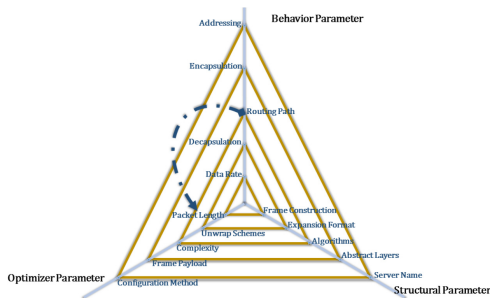 Behavior Parameter
Addressing
Encapsulation
Routing Path
Decapsulation
Data Rate
Packet Length
Frame Construction
Unwrap Schemes
Expansion Format
Complexity
Algorithms
Frame Payload
Abstract Layers
Optimizer Parameter
Configuration Method
Server Name
Structural Parameter